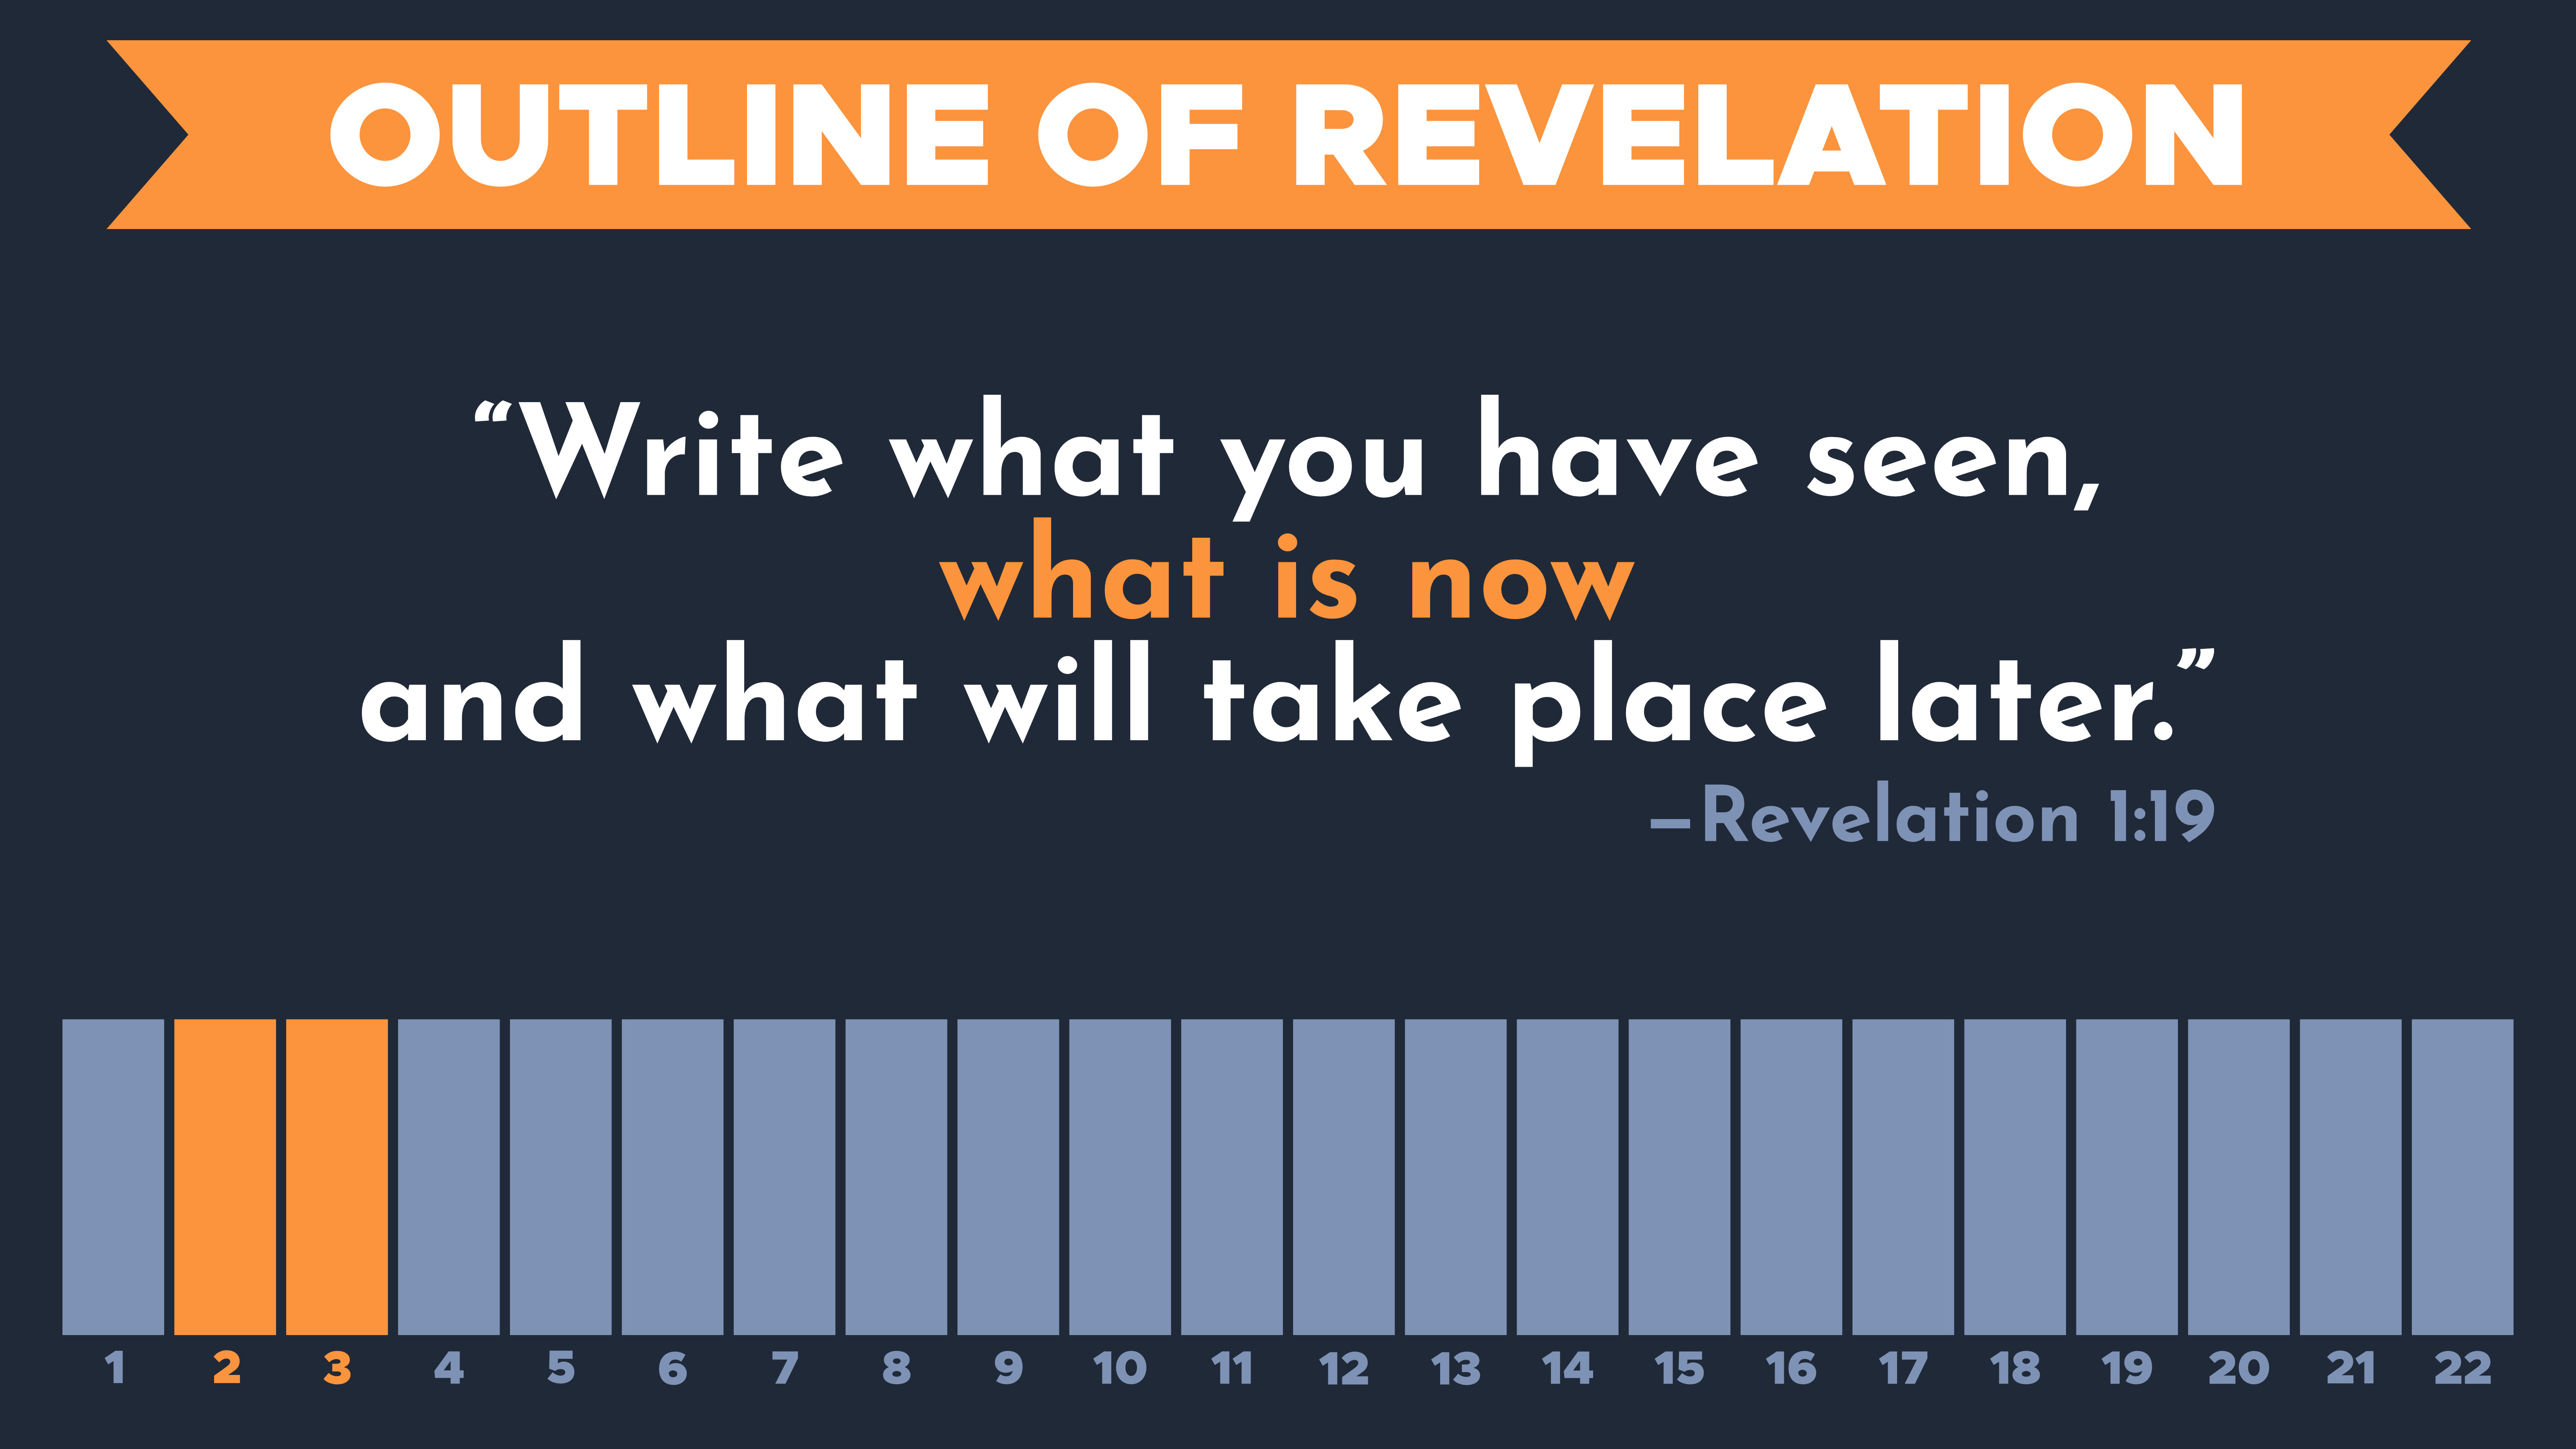 OUTLINE OF REVELATION
“Write what you have seen,
what is now
and what will take place later.”
–Revelation 1:19
1 2 3 4 5 6 7 8 9 10 11 12 13 14 15 16 17 18 19 20 21 22